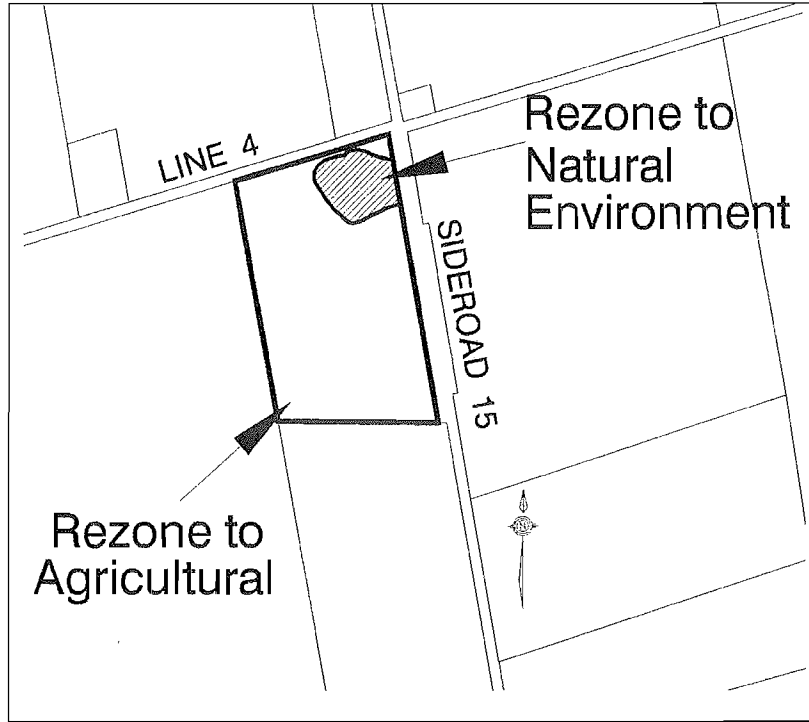 Rezone to
Natural
Environment
LINE 4
SIDEROAD 15
N
Rezone to
Agricultural